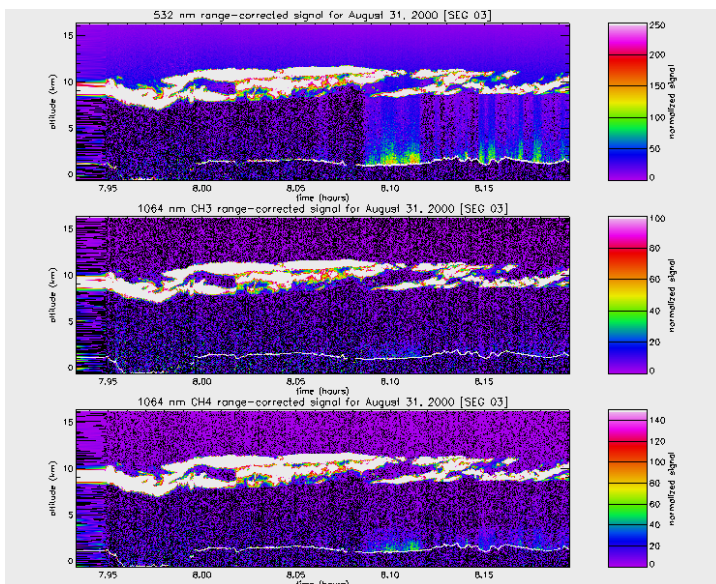 532 nm range-corrected signal for August 31, 2000 [SEG 03]
15
10
5
0
altitude (km)
7.95 8.00 8.05 8.10 8.15
time (hours)
250
200
150
100
50
0
normalized signal
1064 nm CH3 range-corrected signal for August 31, 2000 [SEG 03]
15
10
5
0
altitude (km)
7.95 8.00 8.05 8.10 8.15
time (hours)
100
80
60
40
20
0
normalized signal
1064 nm CH4 range-corrected signal for August 31, 2000 [SEG 03]
15
10
5
0
altitude (km)
7.95 8.00 8.05 8.10 8.15
time (hours)
140
120
100
80
60
40
20
0
normalized signal